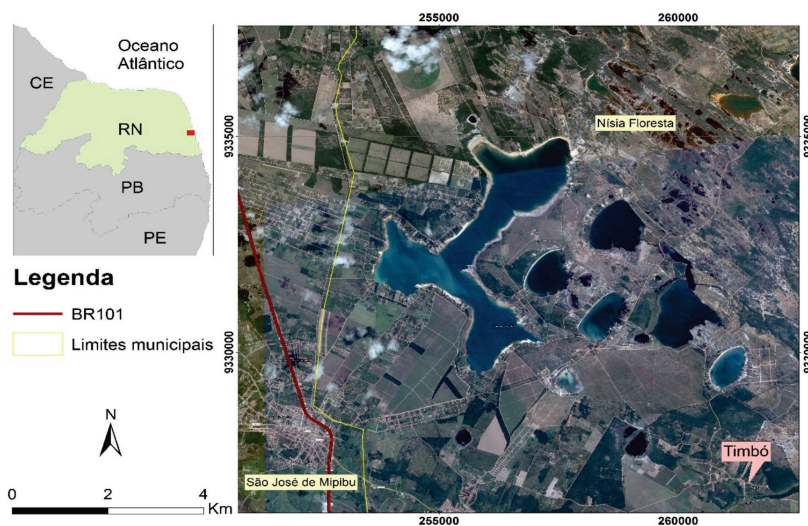 Oceano
Atlântico
CE
RN
PB
PE
Legenda
BR101
Limites municipais
N
0 2 4
Km
255000 260000
9335000
9335000
Nísia Floresta
9330000
São José de Mipibu
Timbó
255000 260000